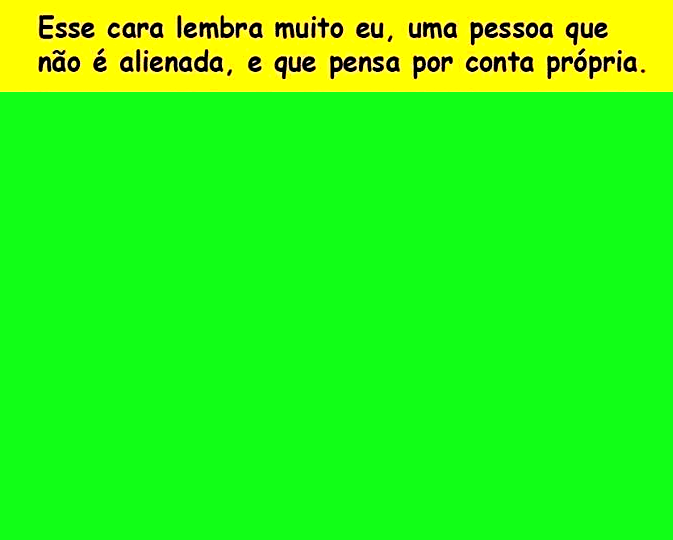 Esse cara lembra muito eu, uma pessoa que
não é alienada, e que pensa por conta própria.